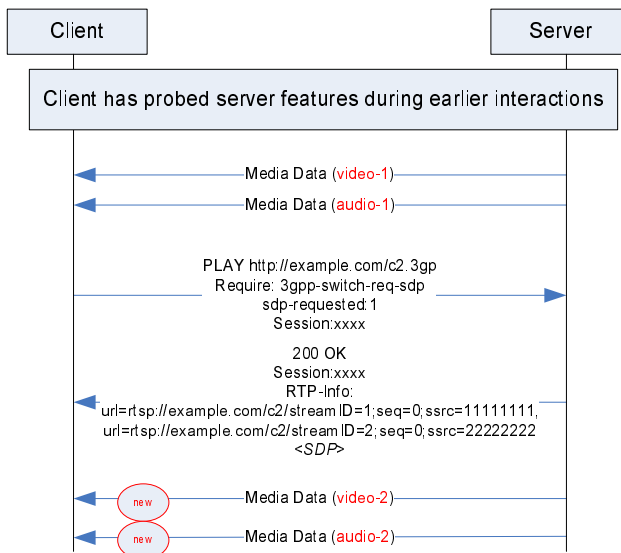 Client
Server
Client has probed server features during earlier interactions
Media Data (video-1)
Media Data (audio-1)
PLAY http://example.com/c2.3gp
Require: 3gpp-switch-req-sdp
sdp-requested:1
Session:xxxx
200 OK
Session:xxxx
RTP-Info:
url=rtsp://example.com/c2/streamID=1;seq=0;ssrc=11111111,
url=rtsp://example.com/c2/streamID=2;seq=0;ssrc=22222222
<SDP>
new
Media Data (video-2)
new
Media Data (audio-2)